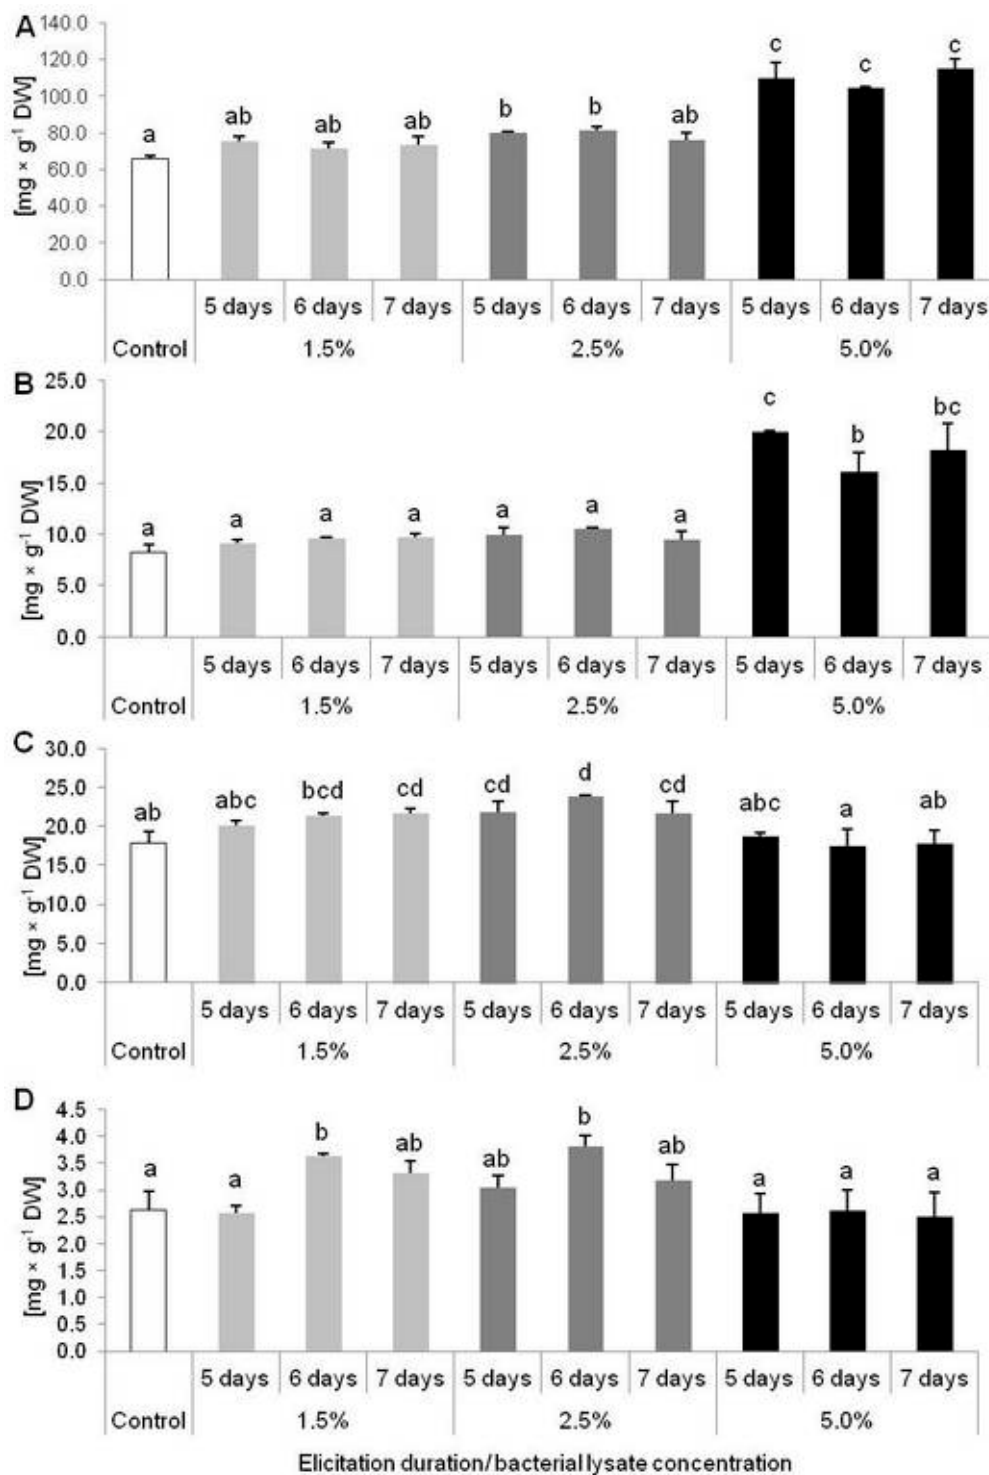 A
140.0
120.0
100.0
80.0
60.0
40.0
20.0
0.0
[mg × g⁻¹ DW]
a ab ab ab b b ab c c c
5 days 6 days 7 days 5 days 6 days 7 days 5 days 6 days 7 days
Control 1.5% 2.5% 5.0%
B
25.0
20.0
15.0
10.0
5.0
0.0
[mg × g⁻¹ DW]
a a a a a a a c b bc
5 days 6 days 7 days 5 days 6 days 7 days 5 days 6 days 7 days
Control 1.5% 2.5% 5.0%
C
30.0
25.0
20.0
15.0
10.0
5.0
0.0
[mg × g⁻¹ DW]
ab abc bcd cd cd d cd abc a ab
5 days 6 days 7 days 5 days 6 days 7 days 5 days 6 days 7 days
Control 1.5% 2.5% 5.0%
D
4.5
4.0
3.5
3.0
2.5
2.0
1.5
1.0
0.5
0.0
[mg × g⁻¹ DW]
a a b ab ab b ab a a a
5 days 6 days 7 days 5 days 6 days 7 days 5 days 6 days 7 days
Control 1.5% 2.5% 5.0%
Elicitation duration/bacterial lysate concentration